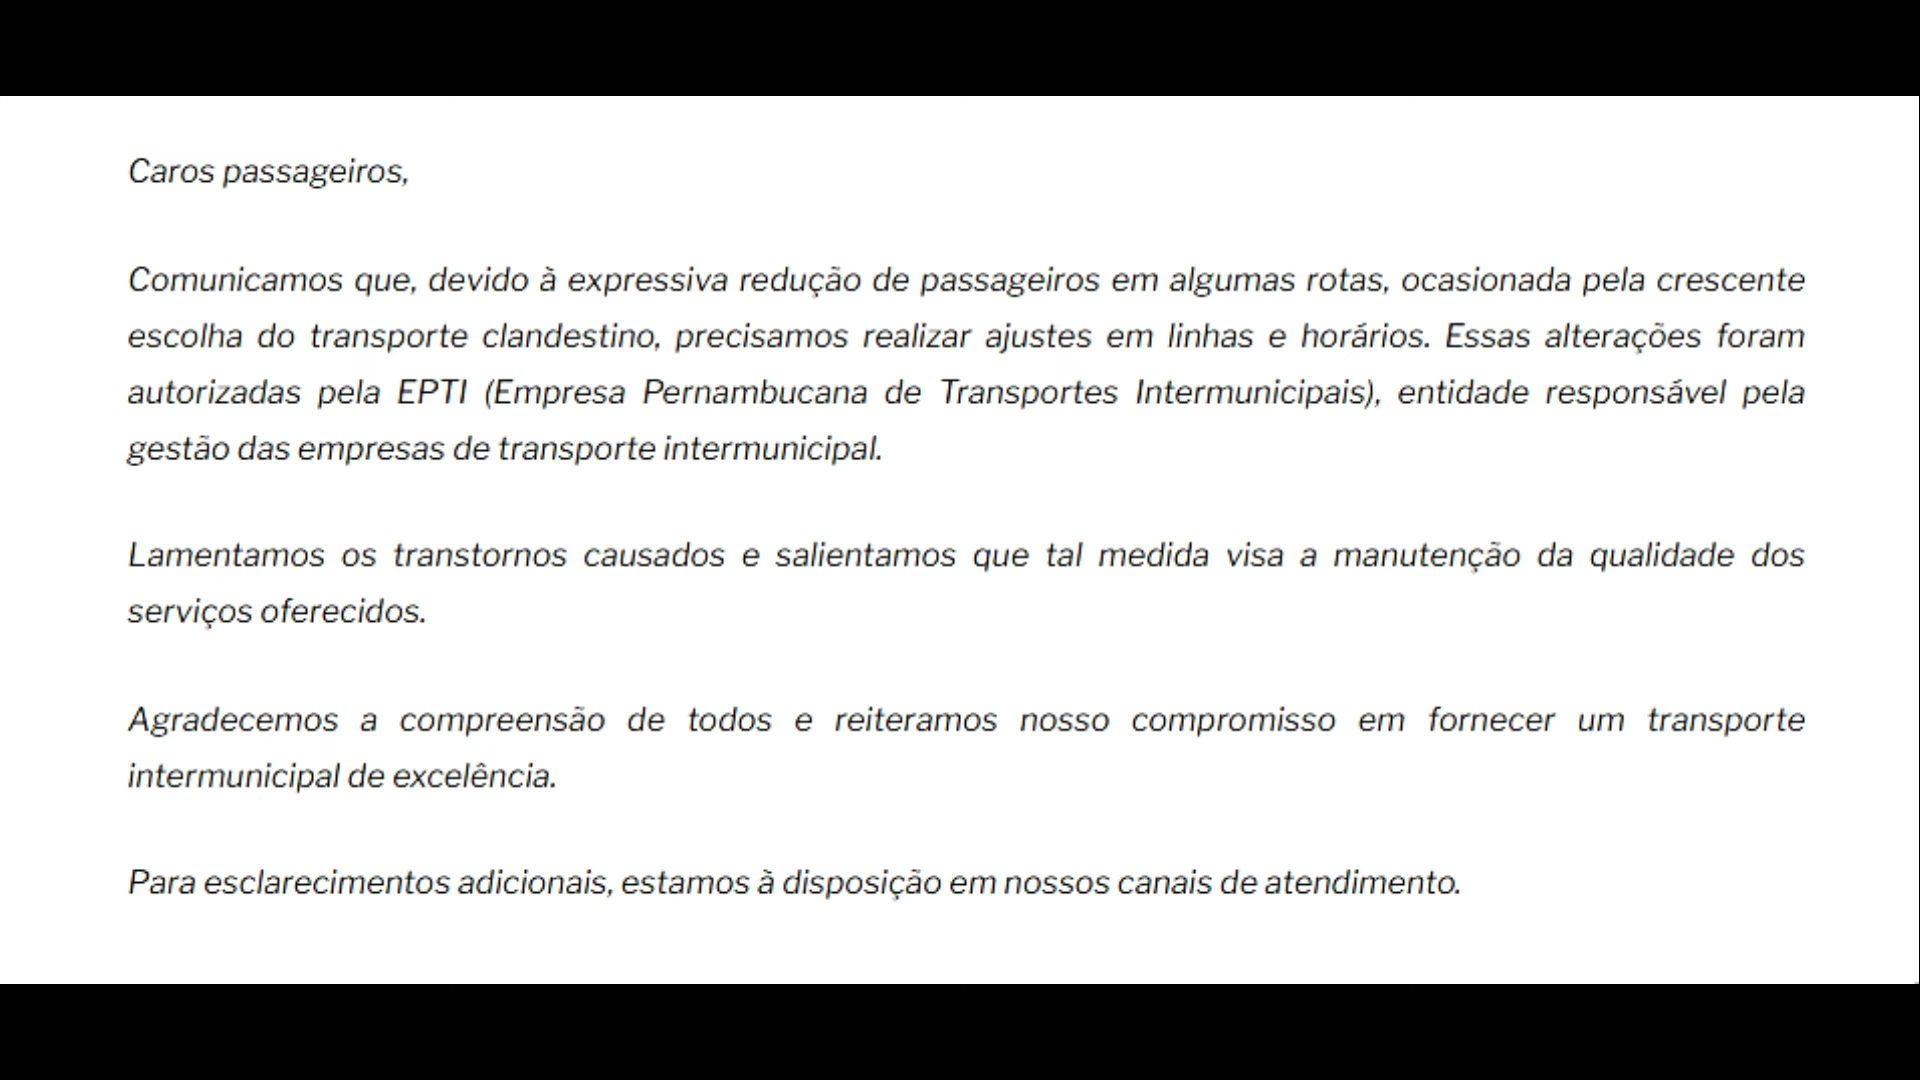 Caros passageiros,
Comunicamos que, devido à expressiva redução de passageiros em algumas rotas, ocasionada pela crescente
escolha do transporte clandestino, precisamos realizar ajustes em linhas e horários. Essas alterações foram
autorizadas pela EPTI (Empresa Pernambucana de Transportes Intermunicipais), entidade responsável pela
gestão das empresas de transporte intermunicipal.
Lamentamos os transtornos causados e salientamos que tal medida visa a manutenção da qualidade dos
serviços oferecidos.
Agradecemos a compreensão de todos e reiteramos nosso compromisso em fornecer um transporte
intermunicipal de excelência.
Para esclarecimentos adicionais, estamos à disposição em nossos canais de atendimento.